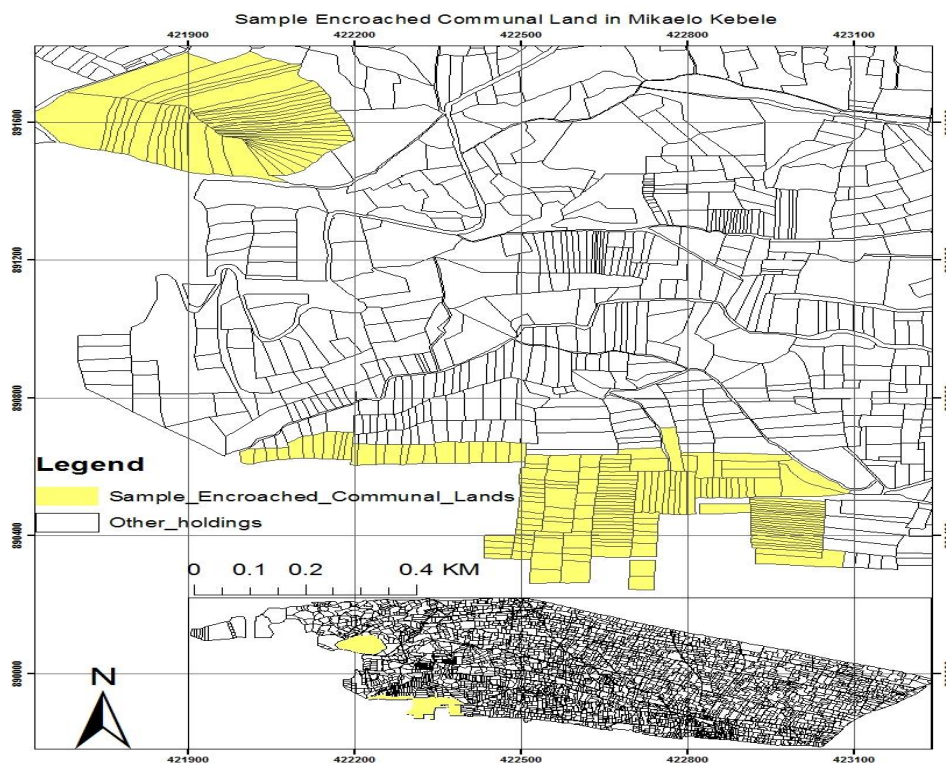 Sample Encroached Communal Land in Mikaelo Kebele
421900 422200 422500 422800 423100
891600
891200
890800
Legend
Sample_Encroached_Communal_Lands
Other_holdings
890400
0 0.1 0.2 0.4 KM
890000
N
421900 422200 422500 422800 423100